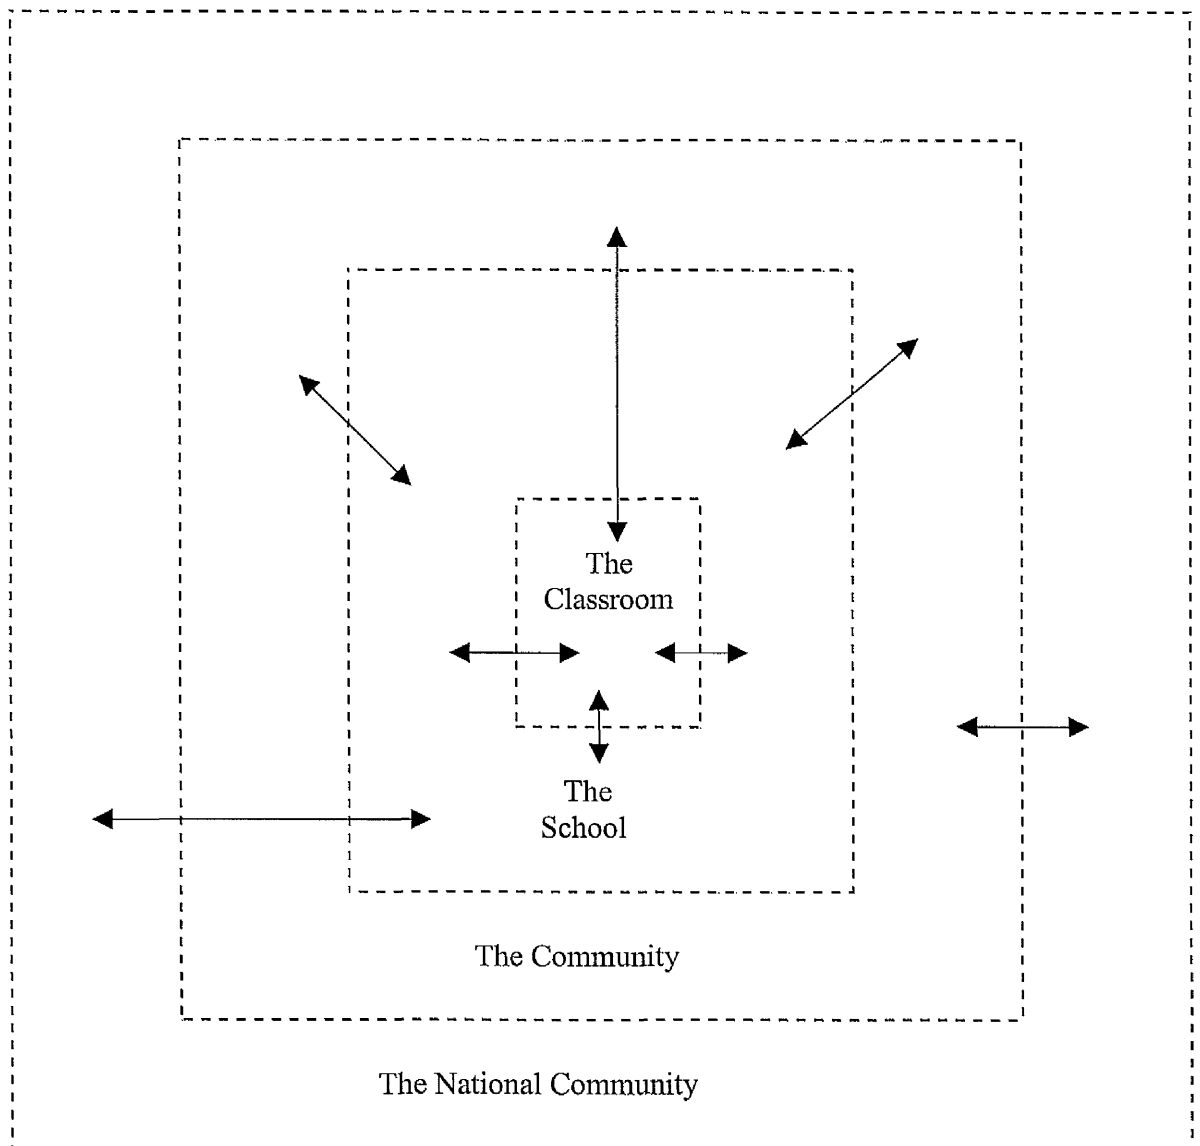 The
Classroom
The
School
The Community
The National Community